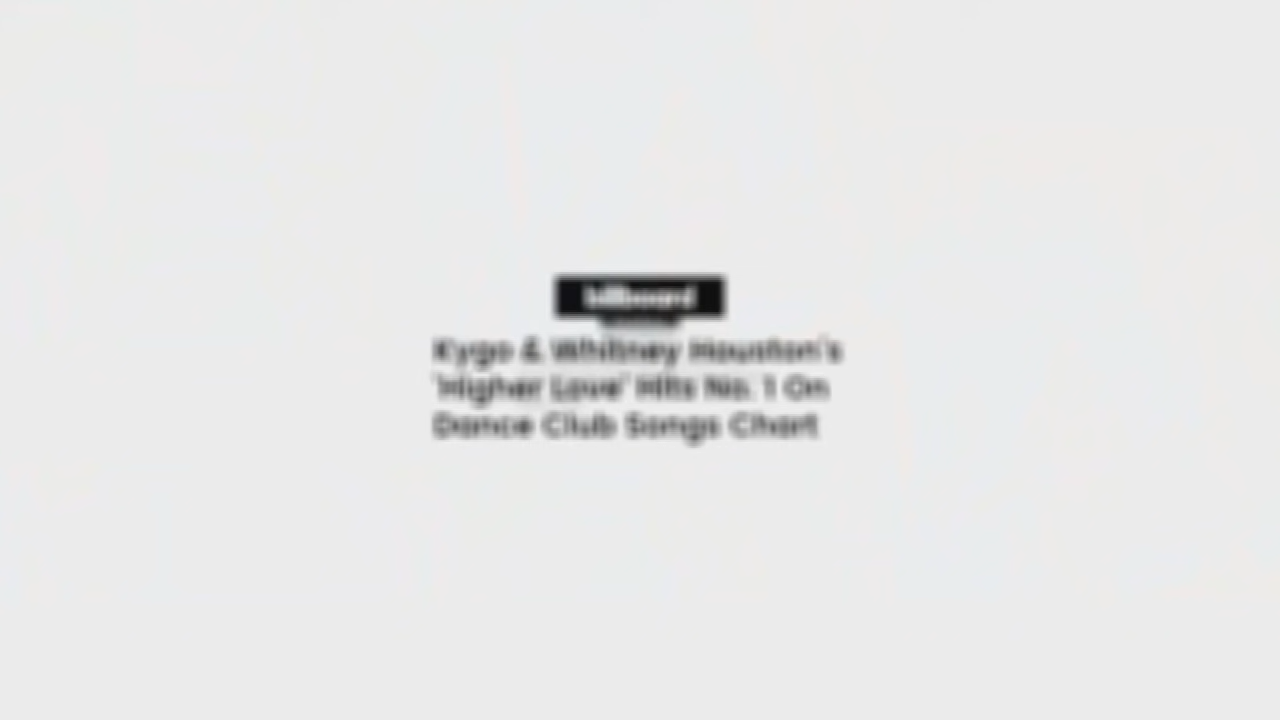 billboard
Kygo & Whitney Houston's
'Higher Love' Hits No. 1 On
Dance Club Songs Chart